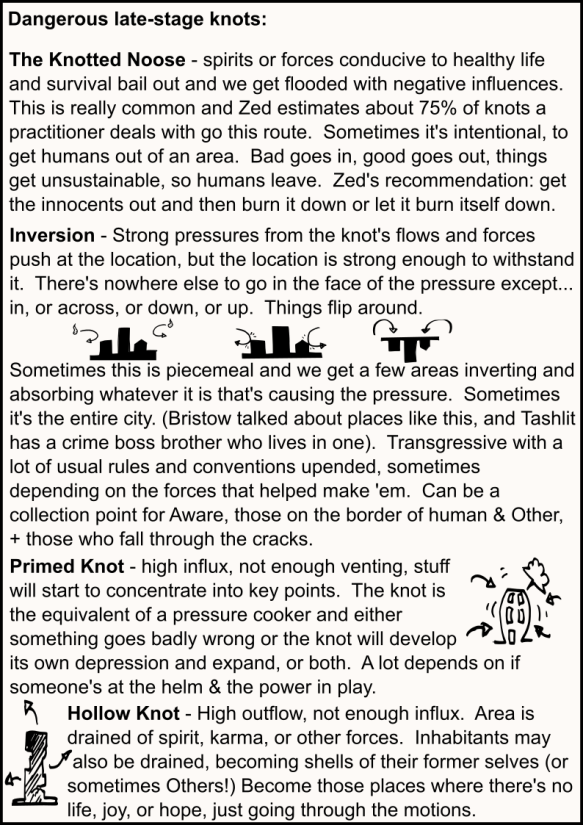 Dangerous late-stage knots:
The Knotted Noose - spirits or forces conducive to healthy life
and survival bail out and we get flooded with negative influences.
This is really common and Zed estimates about 75% of knots a
practitioner deals with go this route.  Sometimes it's intentional, to
get humans out of an area.  Bad goes in, good goes out, things
get unsustainable, so humans leave.  Zed's recommendation: get
the innocents out and then burn it down or let it burn itself down.
Inversion - Strong pressures from the knot's flows and forces
push at the location, but the location is strong enough to withstand
it.  There's nowhere else to go in the face of the pressure except...
in, or across, or down, or up.  Things flip around.
Sometimes this is piecemeal and we get a few areas inverting and
absorbing whatever it is that's causing the pressure.  Sometimes
it's the entire city. (Bristow talked about places like this, and Tashlit
has a crime boss brother who lives in one).  Transgressive with a
lot of usual rules and conventions upended, sometimes
depending on the forces that helped make 'em.  Can be a
collection point for Aware, those on the border of human & Other,
+ those who fall through the cracks.
Primed Knot - high influx, not enough venting, stuff
will start to concentrate into key points.  The knot is
the equivalent of a pressure cooker and either
something goes badly wrong or the knot will develop
its own depression and expand, or both.  A lot depends on if
someone's at the helm & the power in play.
Hollow Knot - High outflow, not enough influx.  Area is
drained of spirit, karma, or other forces.  Inhabitants may
also be drained, becoming shells of their former selves (or
sometimes Others!) Become those places where there's no
life, joy, or hope, just going through the motions.